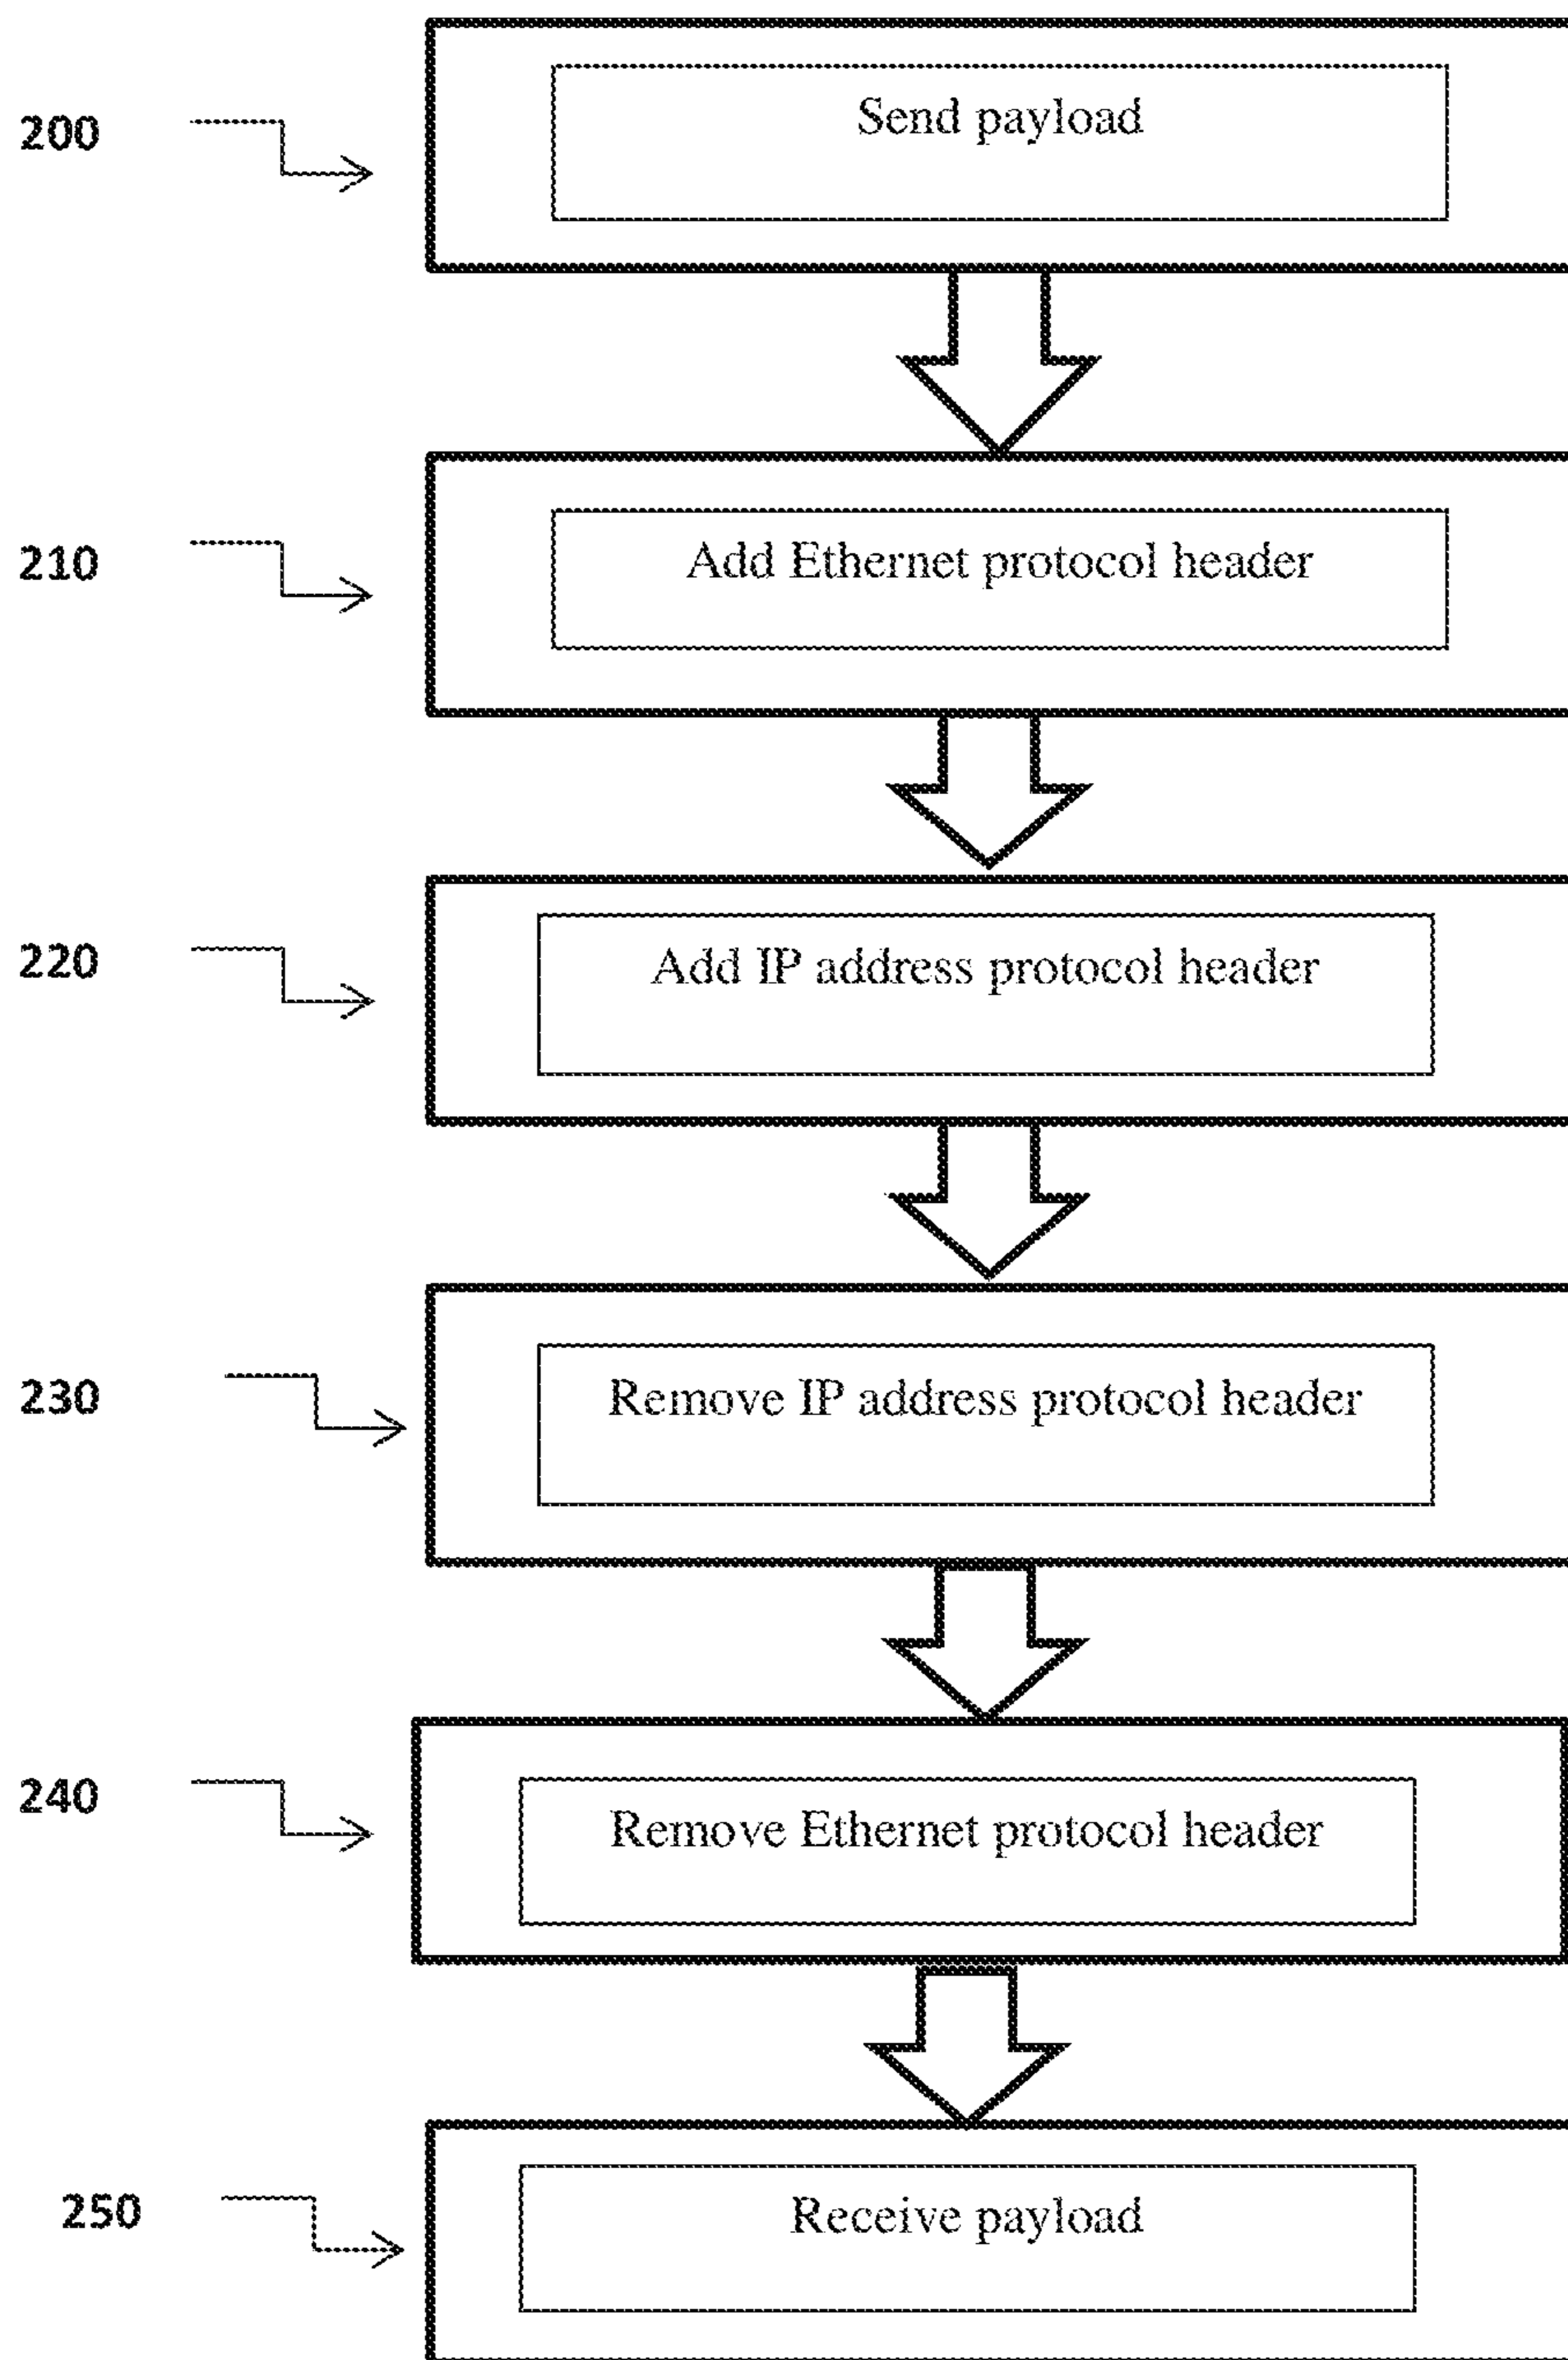 200
Send payload
210
Add Ethernet protocol header
220
Add IP address protocol header
230
Remove IP address protocol header
240
Remove Ethernet protocol header
250
Receive payload